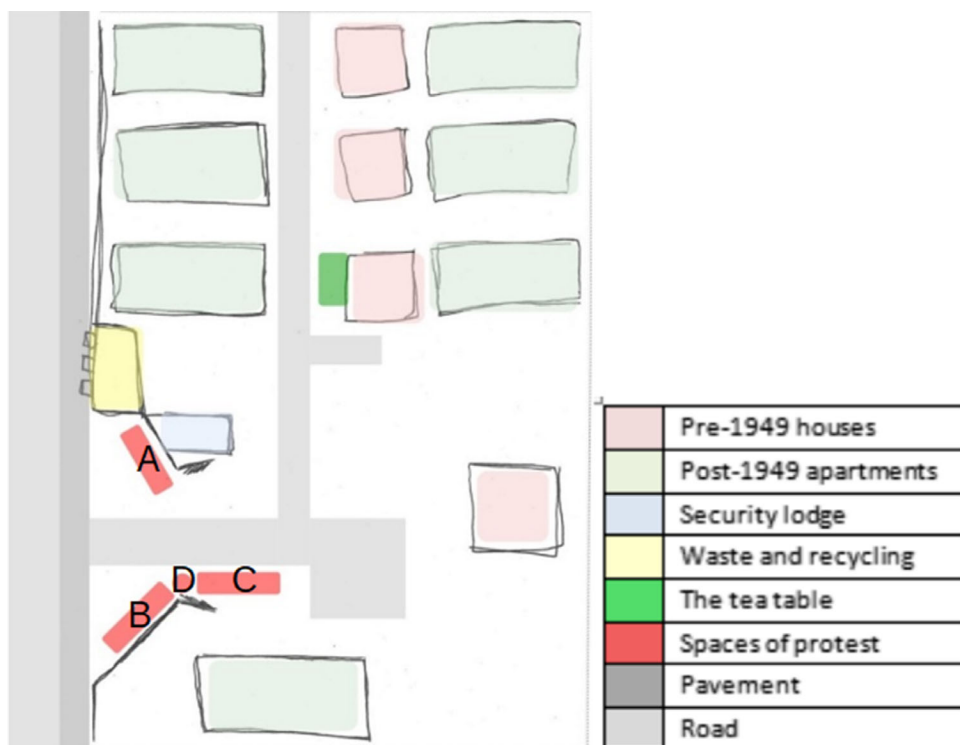 A
D
C
B
Pre-1949 houses
Post-1949 apartments
Security lodge
Waste and recycling
The tea table
Spaces of protest
Pavement
Road